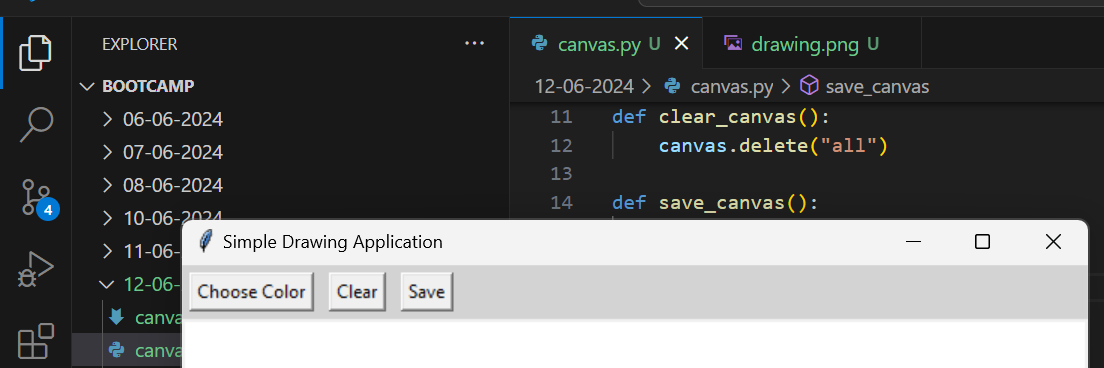 EXPLORER ...
BOOTCAMP
06-06-2024
07-06-2024
08-06-2024
10-06-2024
11-06-
12-06-
canva
canva
4
canvas.py U
drawing.png U
12-06-2024 > canvas.py > save_canvas
11 def clear_canvas():
12 canvas.delete("all")
13
14 def save_canvas():
Simple Drawing Application
Choose Color Clear Save